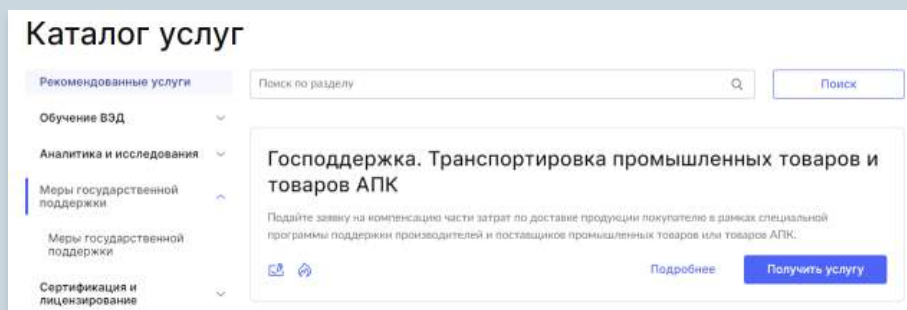 Каталог услуг
Рекомендованные услуги
Обучение ВЭД
Аналитика и исследования
Меры государственной
поддержки
Меры государственной
поддержки
Сертификация и
лицензирование
Поиск по разделу
Поиск
Господдержка. Транспортировка промышленных товаров и
товаров АПК
Подайте заявку на компенсацию части затрат по доставке продукции покупателю в рамках специальной
программы поддержки производителей и поставщиков промышленных товаров или товаров АПК.
Подробнее
Получить услугу